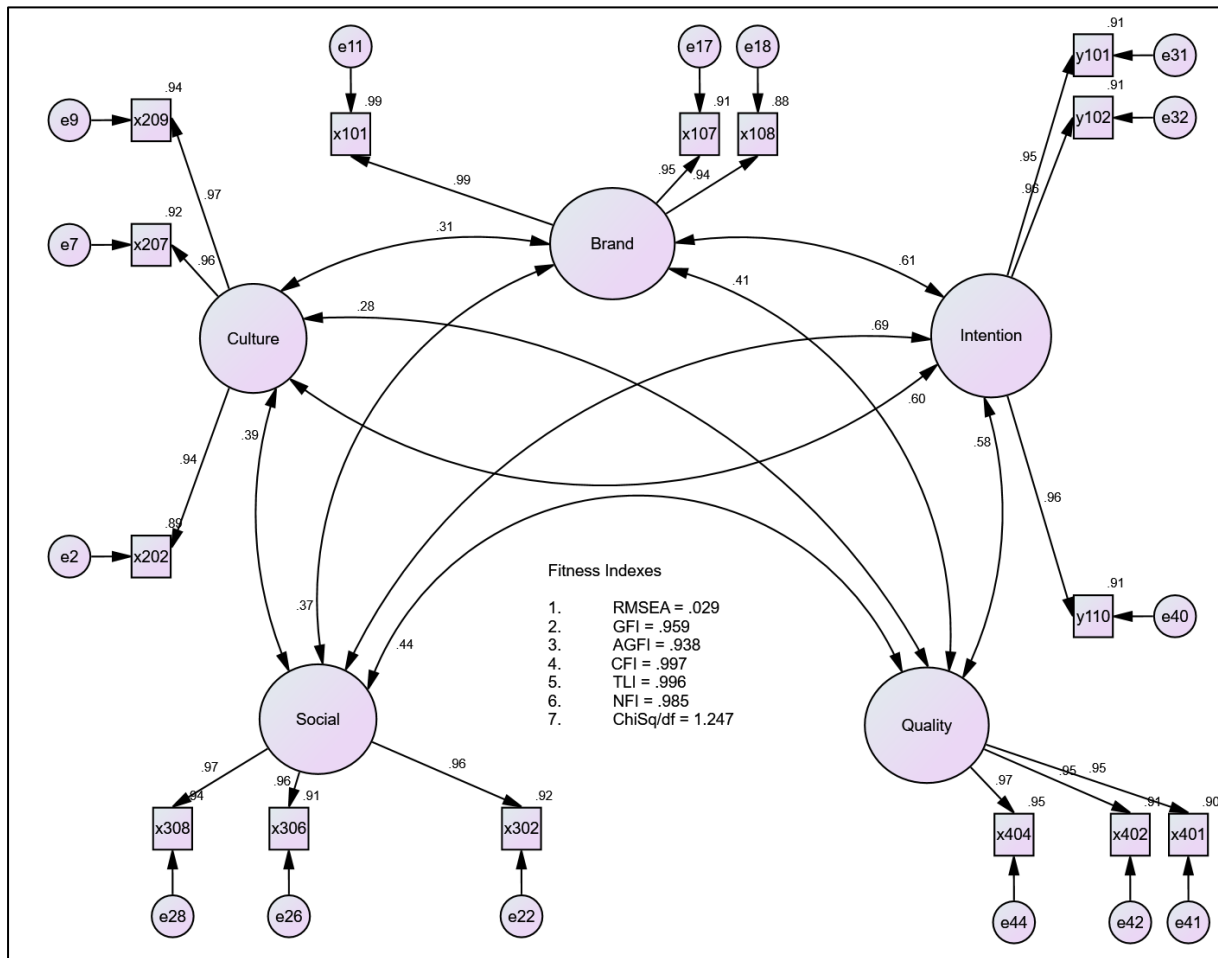 .91
e11
e17
e18
y101
e31
.94
.99
.91
.88
.91
e9
x209
x101
x107
x108
y102
e32
.99
.95
.94
.95
.96
.97
.92
.31
Brand
.61
e7
x207
.96
.41
.28
Culture
.69
Intention
.60
.39
.58
.94
.96
.89
e2
x202
Fitness Indexes
.91
.37
1. RMSEA = .029
y110
e40
2. GFI = .959
.44
3. AGFI = .938
4. CFI = .997
5. TLI = .996
6. NFI = .985
Social
7. ChiSq/df = 1.247
Quality
.97
.96
.96
.97
.95
.95
.94
.91
.92
.95
.91
.90
x308
x306
x302
x404
x402
x401
e28
e26
e22
e44
e42
e41